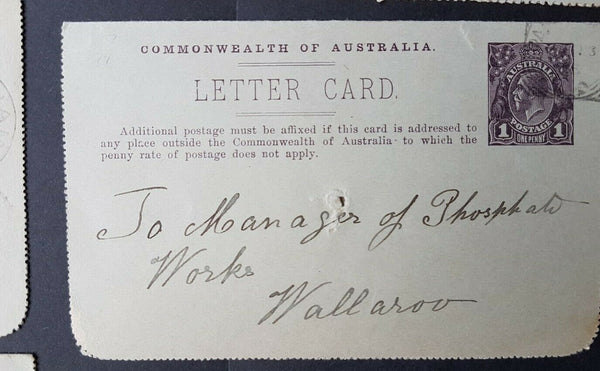 COMMONWEALTH OF AUSTRALIA.
LETTER CARD.
AUSTRALIA
POSTAGE
1 ONE PENNY 1
Additional postage must be affixed if this card is addressed to
any place outside the Commonwealth of Australia to which the
penny rate of postage does not apply.
To Manager of Phosphate
Works
Wallaroo